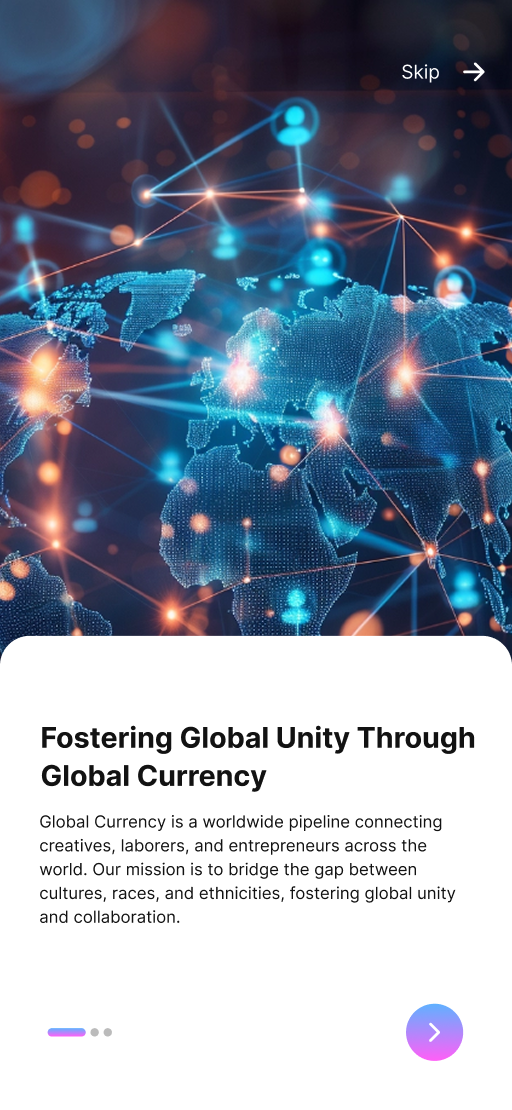 Skip
Fostering Global Unity Through
Global Currency
Global Currency is a worldwide pipeline connecting
creatives, laborers, and entrepreneurs across the
world. Our mission is to bridge the gap between
cultures, races, and ethnicities, fostering global unity
and collaboration.